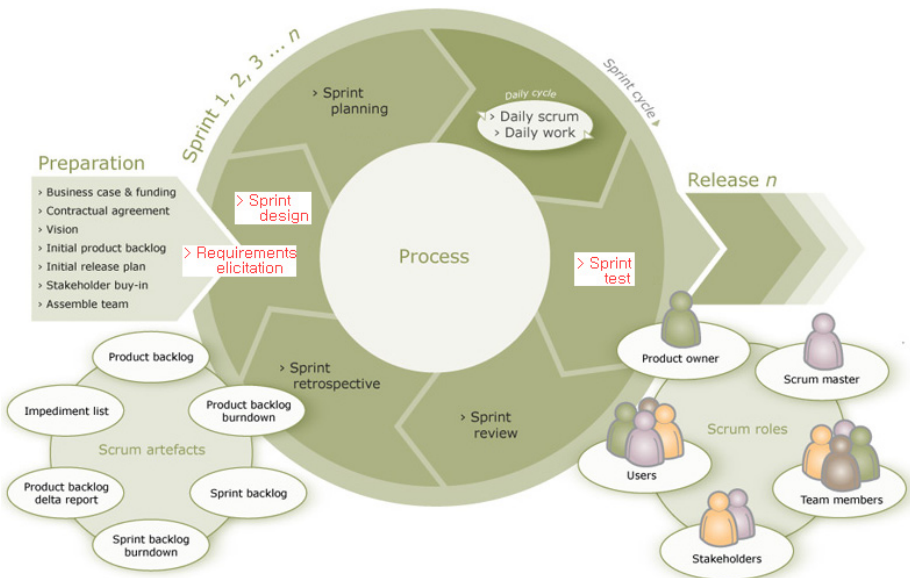 Sprint 1, 2, 3 ... n
Sprint cycle
› Sprint
planning
Daily cycle
› Daily scrum
› Daily work
Preparation
› Business case & funding
› Contractual agreement
› Vision
› Initial product backlog
› Initial release plan
› Stakeholder buy-in
› Assemble team
> Sprint
design
> Requirements
elicitation
Process
> Sprint
test
Release n
› Sprint
retrospective
› Sprint
review
Product backlog
Impediment list
Product backlog
burndown
Scrum artefacts
Product backlog
delta report
Sprint backlog
Sprint backlog
burndown
Product owner
Scrum master
Scrum roles
Users
Team members
Stakeholders